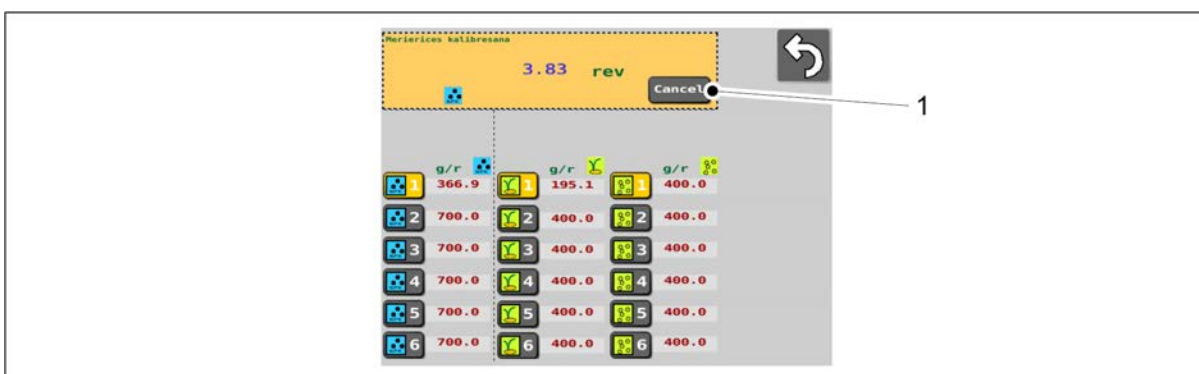 Merierices kalibresana
3.83 rev
Cancel
1
g/r g/r g/r
1 366.9 1 195.1 1 400.0
2 700.0 2 400.0 2 400.0
3 700.0 3 400.0 3 400.0
4 700.0 4 400.0 4 400.0
5 700.0 5 400.0 5 400.0
6 700.0 6 400.0 6 400.0